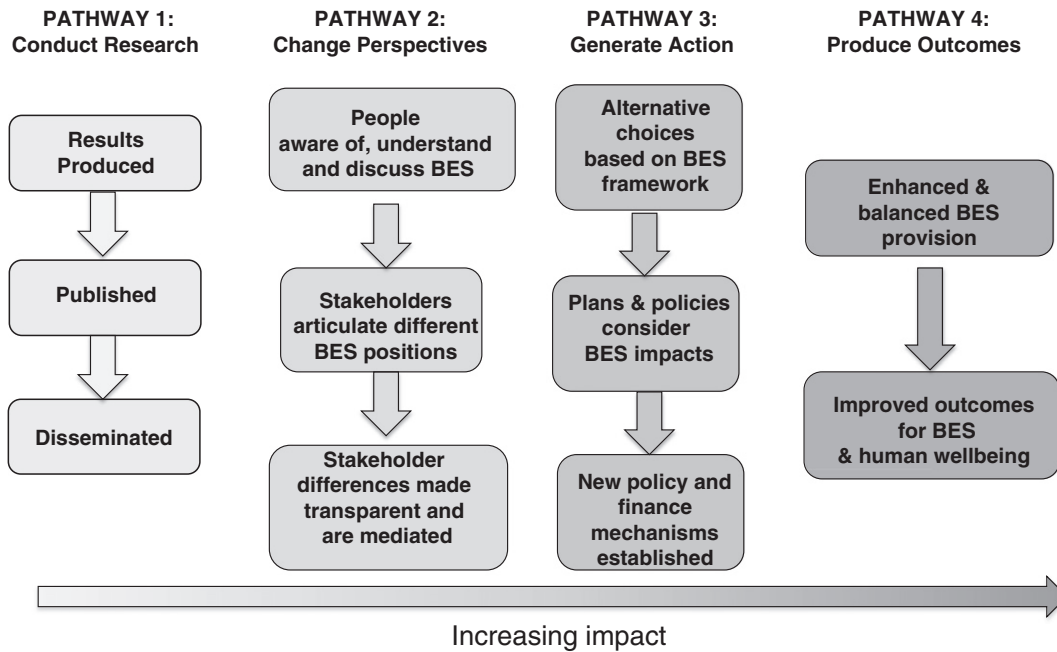 PATHWAY 1:
Conduct Research
PATHWAY 2:
Change Perspectives
PATHWAY 3:
Generate Action
PATHWAY 4:
Produce Outcomes
Results
Produced
Published
Disseminated
People
aware of, understand
and discuss BES
Stakeholders
articulate different
BES positions
Stakeholder
differences made
transparent and
are mediated
Alternative
choices
based on BES
framework
Plans & policies
consider
BES impacts
New policy and
finance
mechanisms
established
Enhanced &
balanced BES
provision
Improved outcomes
for BES
& human wellbeing
Increasing impact